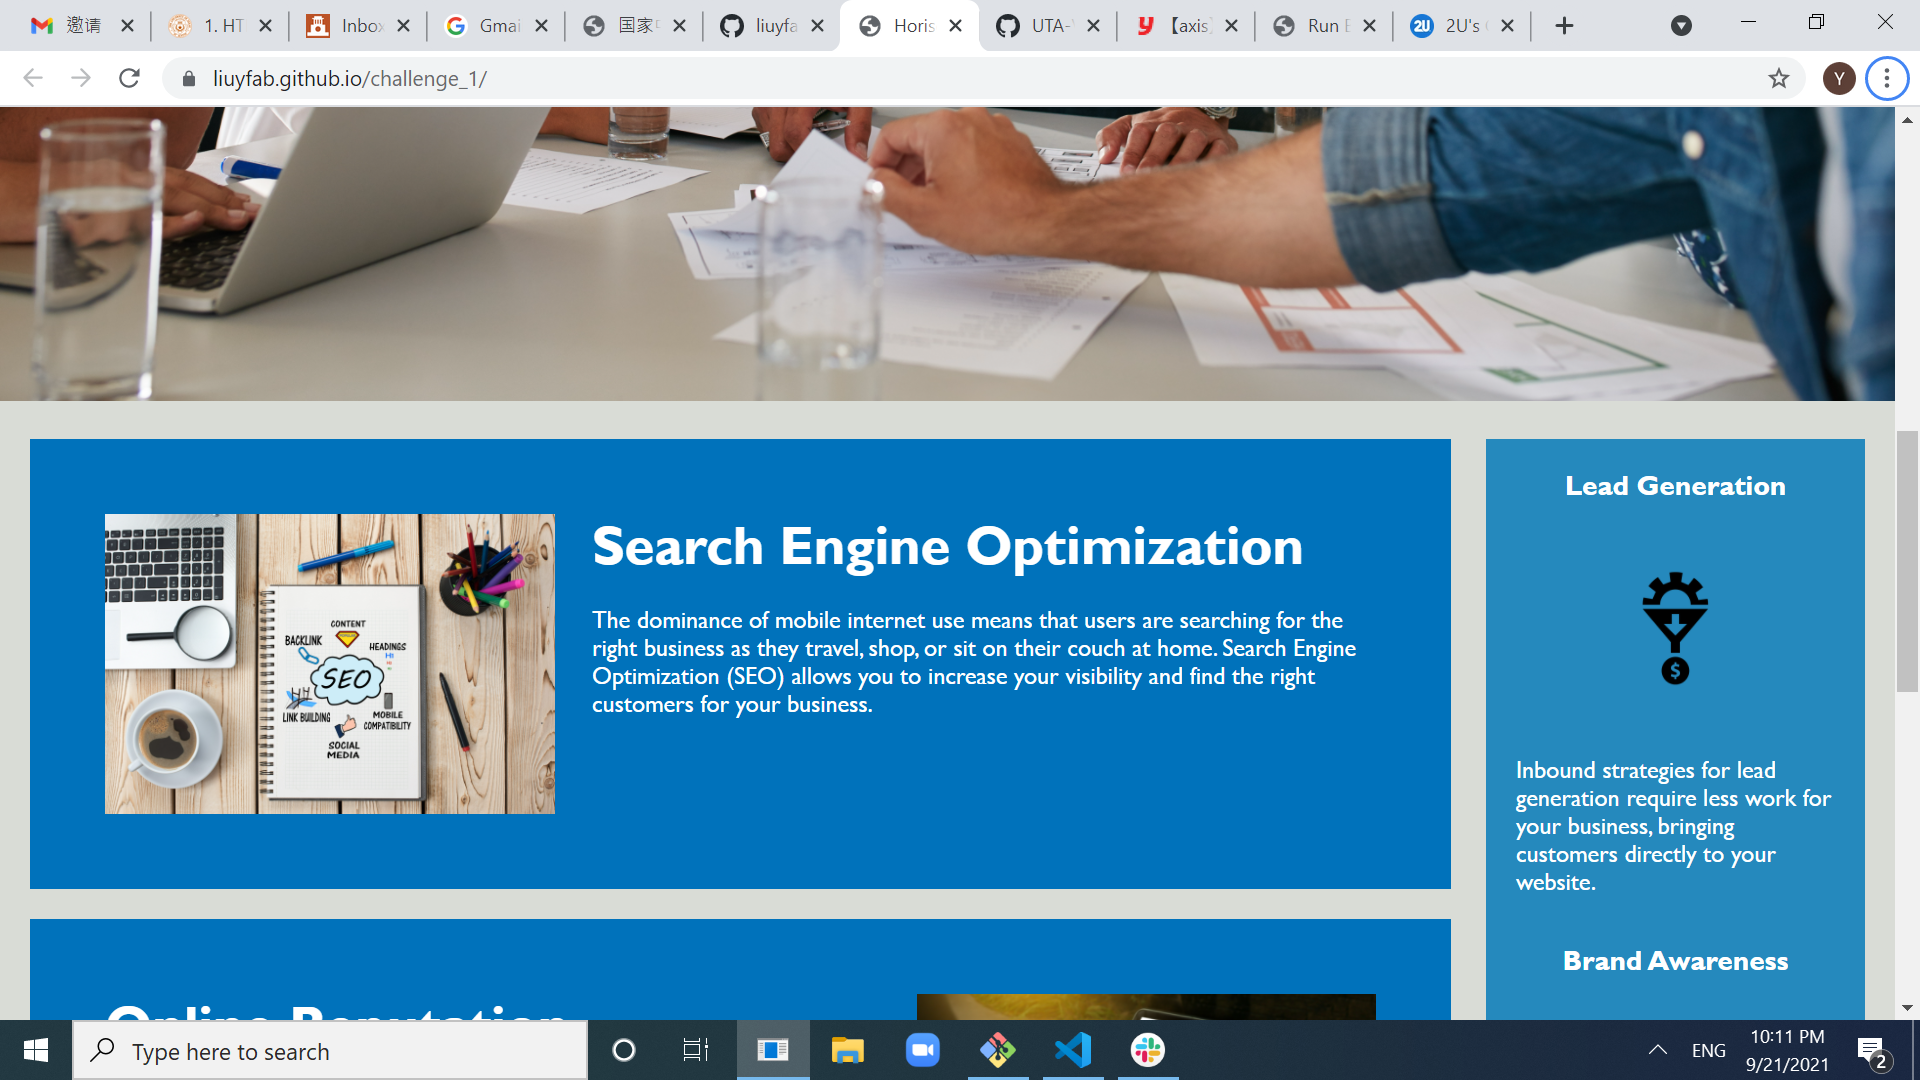 邀请
1. HT
Inbox
Gmai
国家
liuyfa
Horis
UTA-
【axis】
Run B
2U's
liuyfab.github.io/challenge_1/
Y
CONTENT
BACKLINK
HEADINGS
SEO
LINK BUILDING
MOBILE
COMPATIBILITY
SOCIAL
MEDIA
Search Engine Optimization
The dominance of mobile internet use means that users are searching for the
right business as they travel, shop, or sit on their couch at home. Search Engine
Optimization (SEO) allows you to increase your visibility and find the right
customers for your business.
Lead Generation
$
Inbound strategies for lead
generation require less work for
your business, bringing
customers directly to your
website.
Brand Awareness
Online Reputation
Type here to search
ENG
10:11 PM
9/21/2021
2